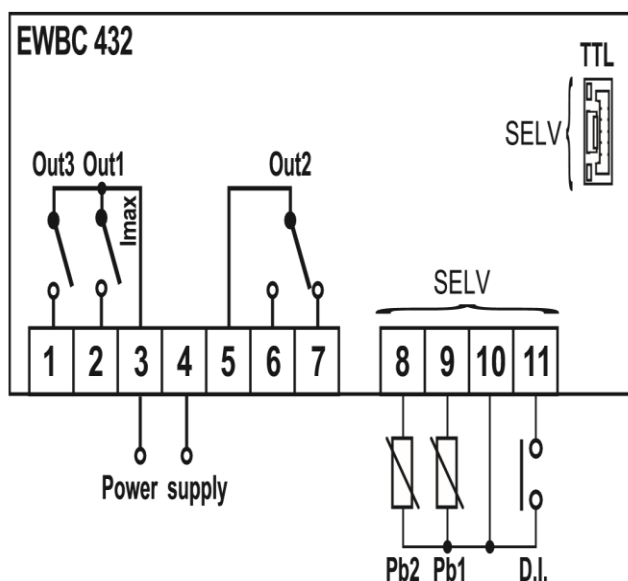 EWBC 432
TTL
SELV
Out3 Out1 Out2
Imax
SELV
1 2 3 4 5 6 7 8 9 10 11
Power supply
Pb2 Pb1 D.I.